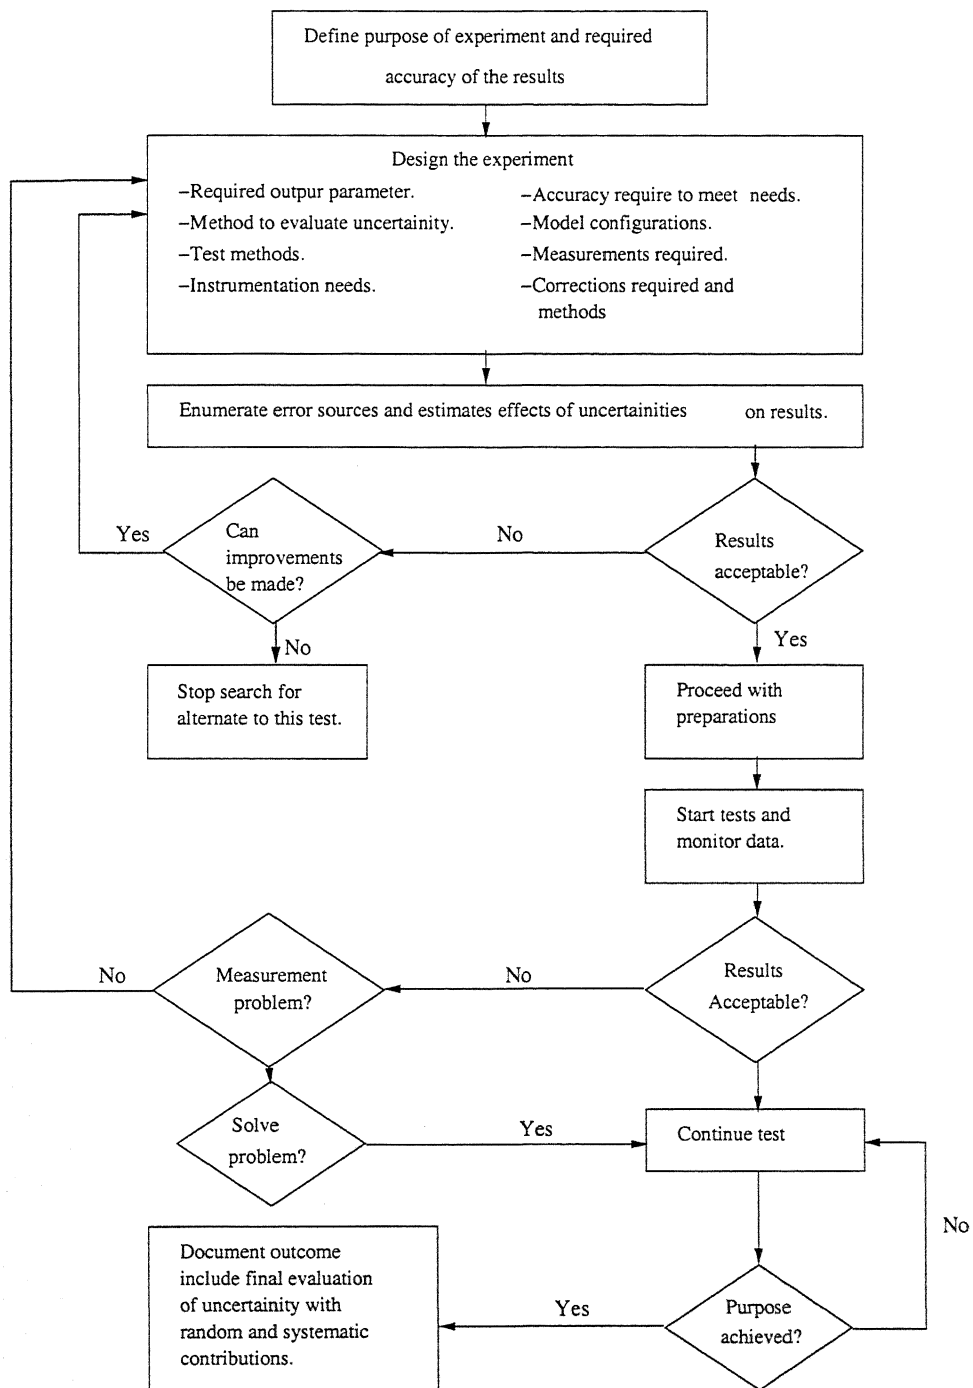 Define purpose of experiment and required
accuracy of the results
Design the experiment
–Required outpur parameter.
–Method to evaluate uncertainity.
–Test methods.
–Instrumentation needs.
–Accuracy require to meet needs.
–Model configurations.
–Measurements required.
–Corrections required and
methods
Enumerate error sources and estimates effects of uncertainities on results.
Yes
Can
improvements
be made?
No
Results
acceptable?
No
Yes
Stop search for
alternate to this test.
Proceed with
preparations
Start tests and
monitor data.
No
Measurement
problem?
No
Results
Acceptable?
Solve
problem?
Yes
Continue test
No
Document outcome
include final evaluation
of uncertainity with
random and systematic
contributions.
Yes
Purpose
achieved?